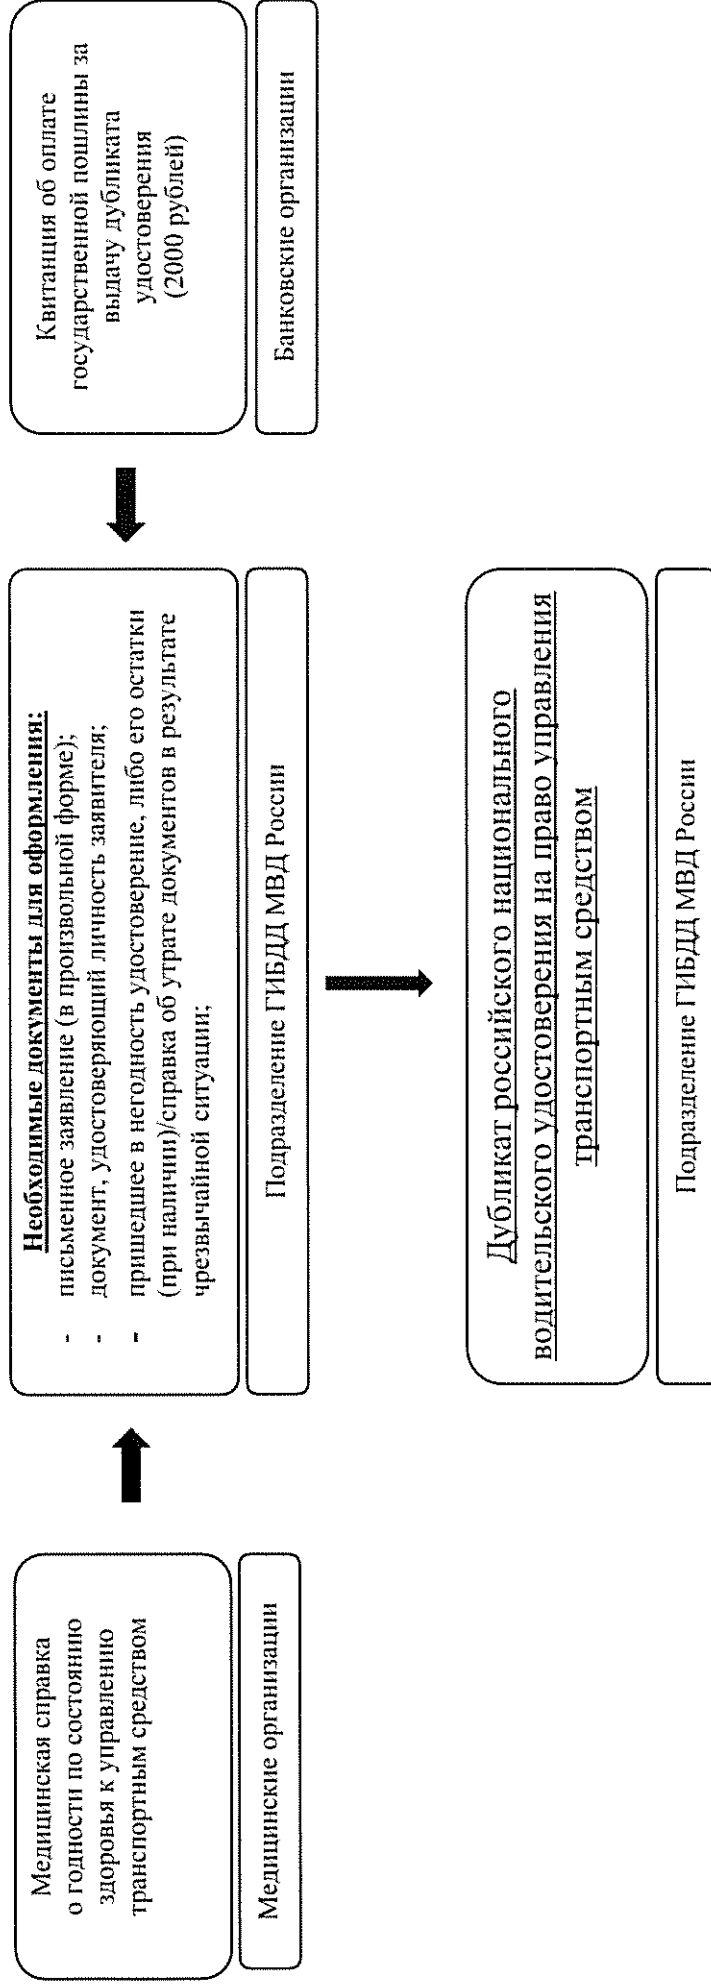 Медицинская справка
о годности по состоянию
здоровья к управлению
транспортным средством
Медицинские организации
Необходимые документы для оформления:
- письменное заявление (в произвольной форме);
- документ, удостоверяющий личность заявителя;
- пришедшее в негодность удостоверение, либо его остатки
(при наличии)/справка об утрате документов в результате
чрезвычайной ситуации;
Подразделение ГИБДД МВД России
Квитанция об оплате
государственной пошлины за
выдачу дубликата
удостоверения
(2000 рублей)
Банковские организации
Дубликат российского национального
водительского удостоверения на право управления
транспортным средством
Подразделение ГИБДД МВД России